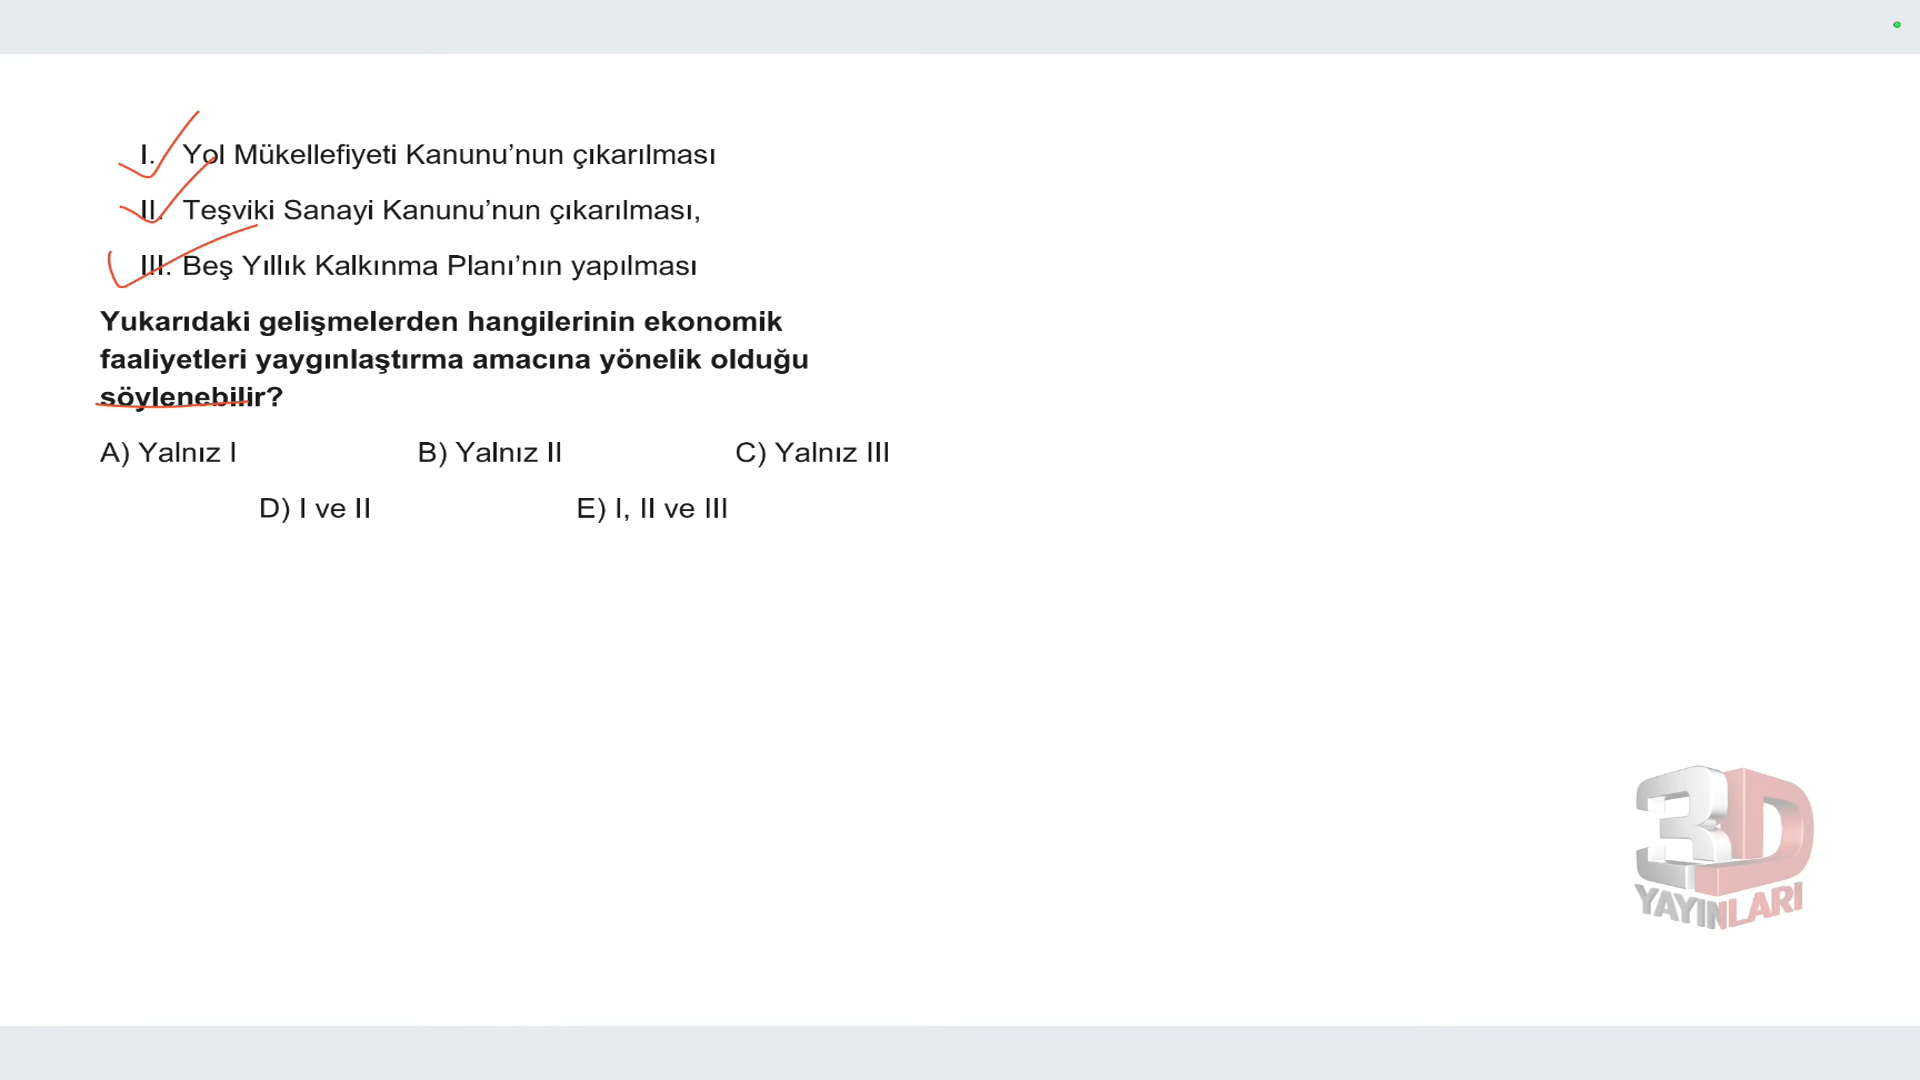 I. Yol Mükellefiyeti Kanunu’nun çıkarılması
II. Teşviki Sanayi Kanunu’nun çıkarılması,
III. Beş Yıllık Kalkınma Planı’nın yapılması
Yukarıdaki gelişmelerden hangilerinin ekonomik
faaliyetleri yaygınlaştırma amacına yönelik olduğu
söylenebilir?
A) Yalnız I B) Yalnız II C) Yalnız III
D) I ve II E) I, II ve III
3D
YAYINLARI